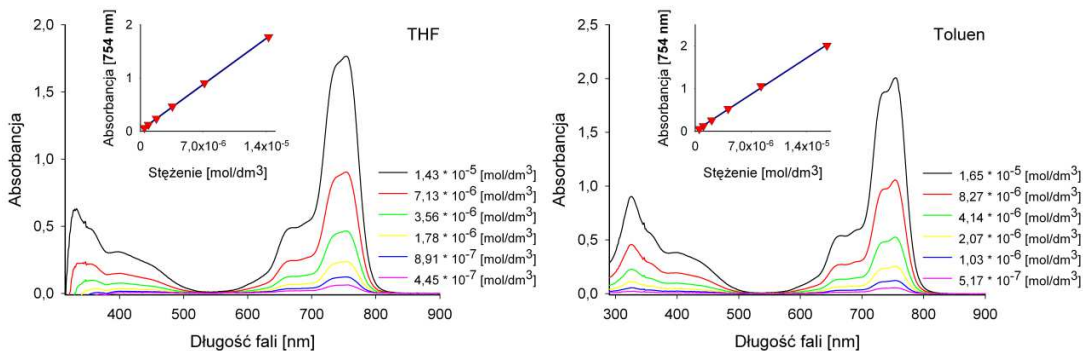 THF
Absorbancja
2,0
1,5
1,0
0,5
0,0
400
500
600
700
800
900
Długość fali [nm]
Absorbancja [754 nm]
2
1
0
0
7,0x10⁻⁶
1,4x10⁻⁵
Stężenie [mol/dm³]
1,43 * 10⁻⁵ [mol/dm³]
7,13 * 10⁻⁶ [mol/dm³]
3,56 * 10⁻⁶ [mol/dm³]
1,78 * 10⁻⁶ [mol/dm³]
8,91 * 10⁻⁷ [mol/dm³]
4,45 * 10⁻⁷ [mol/dm³]
Toluen
Absorbancja
2,5
2,0
1,5
1,0
0,5
0,0
300
400
500
600
700
800
900
Długość fali [nm]
Absorbancja [754 nm]
2
1
0
0
7,0x10⁻⁶
1,4x10⁻⁵
Stężenie [mol/dm³]
1,65 * 10⁻⁵ [mol/dm³]
8,27 * 10⁻⁶ [mol/dm³]
4,14 * 10⁻⁶ [mol/dm³]
2,07 * 10⁻⁶ [mol/dm³]
1,03 * 10⁻⁶ [mol/dm³]
5,17 * 10⁻⁷ [mol/dm³]